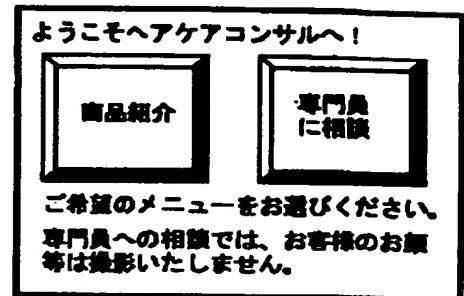 ようこそヘアケアコンサルへ！
商品紹介
専門員
に相談
ご希望のメニューをお選びください。
専門員への相談では、お客様のお顔
等は撮影いたしません。